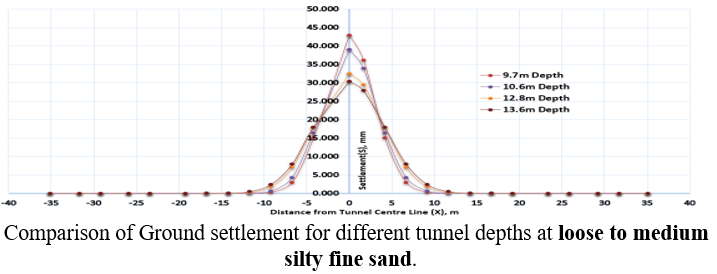 50.000
45.000
40.000
35.000
30.000
25.000
20.000
15.000
10.000
5.000
0.000
Settlement(S), mm
9.7m Depth
10.6m Depth
12.8m Depth
13.6m Depth
-40 -35 -30 -25 -20 -15 -10 -5 0 5 10 15 20 25 30 35 40
Distance from Tunnel Centre Line (X), m
Comparison of Ground settlement for different tunnel depths at loose to medium
silty fine sand.